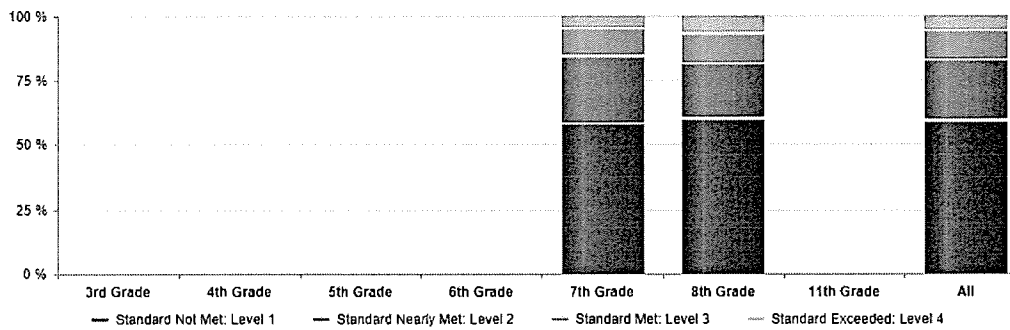 100 %
75 %
50 %
25 %
0 %
3rd Grade 4th Grade 5th Grade 6th Grade 7th Grade 8th Grade 11th Grade All
Standard Not Met: Level 1 Standard Nearly Met: Level 2 Standard Met: Level 3 Standard Exceeded: Level 4